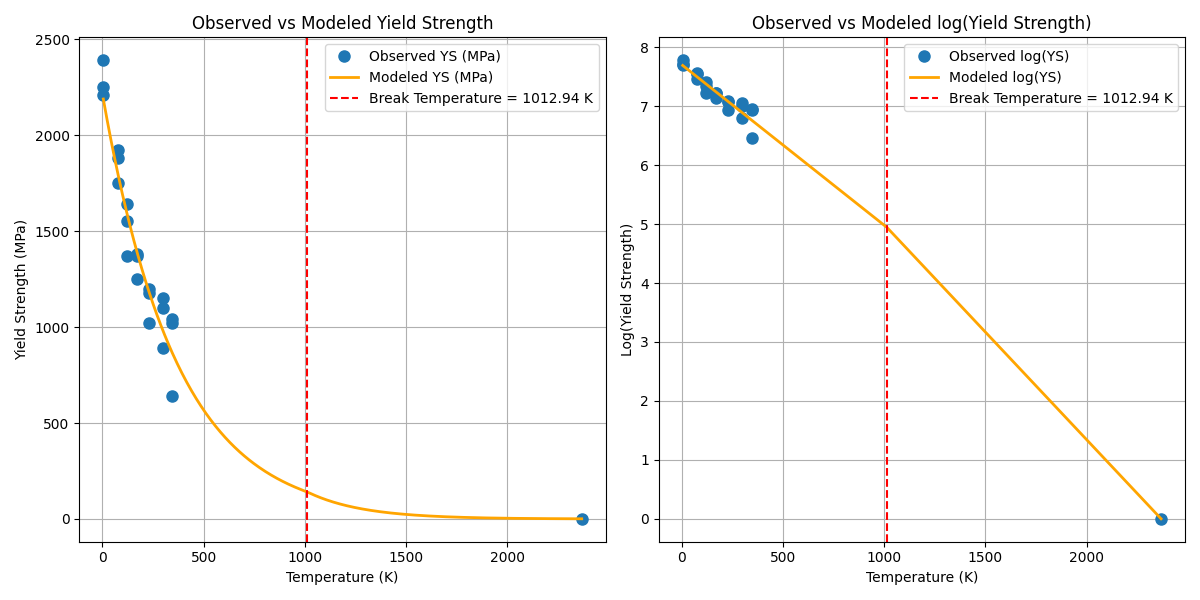 Observed vs Modeled Yield Strength
Observed YS (MPa)
Modeled YS (MPa)
Break Temperature = 1012.94 K
2500
2000
1500
1000
500
0
Yield Strength (MPa)
0 500 1000 1500 2000
Temperature (K)
Observed vs Modeled log(Yield Strength)
Observed log(YS)
Modeled log(YS)
Break Temperature = 1012.94 K
8
7
6
5
4
3
2
1
0
Log(Yield Strength)
0 500 1000 1500 2000
Temperature (K)